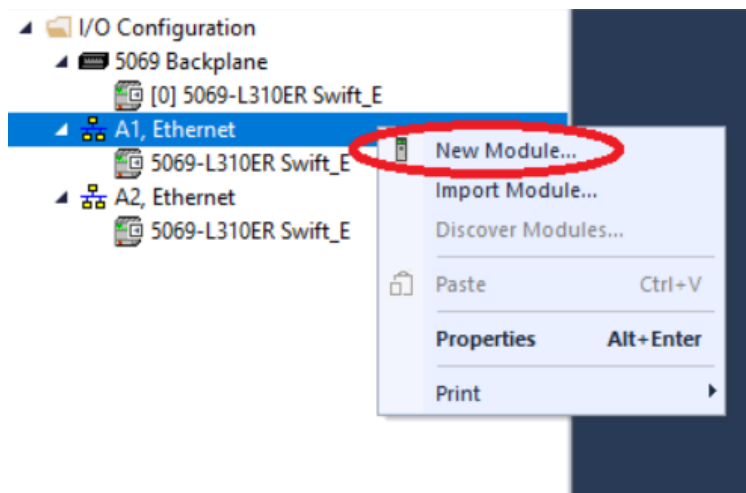 I/O Configuration
5069 Backplane
[0] 5069-L310ER Swift_E
A1, Ethernet
5069-L310ER Swift_E
A2, Ethernet
5069-L310ER Swift_E
New Module...
Import Module...
Discover Modules...
Paste Ctrl+V
Properties Alt+Enter
Print